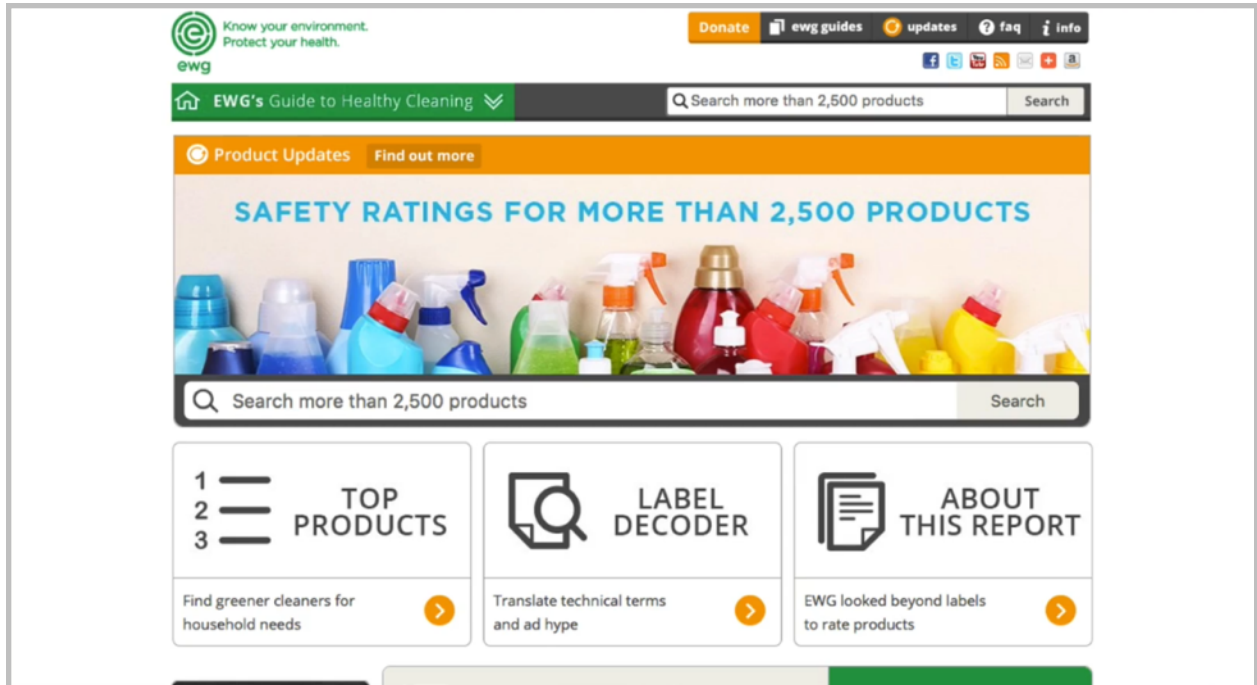 Know your environment.
Protect your health.
ewg
Donate ewg guides updates faq i info
EWG's Guide to Healthy Cleaning
Search more than 2,500 products Search
Product Updates Find out more
SAFETY RATINGS FOR MORE THAN 2,500 PRODUCTS
Search more than 2,500 products Search
1
2
3
TOP
PRODUCTS
LABEL
DECODER
ABOUT
THIS REPORT
Find greener cleaners for
household needs
Translate technical terms
and ad hype
EWG looked beyond labels
to rate products